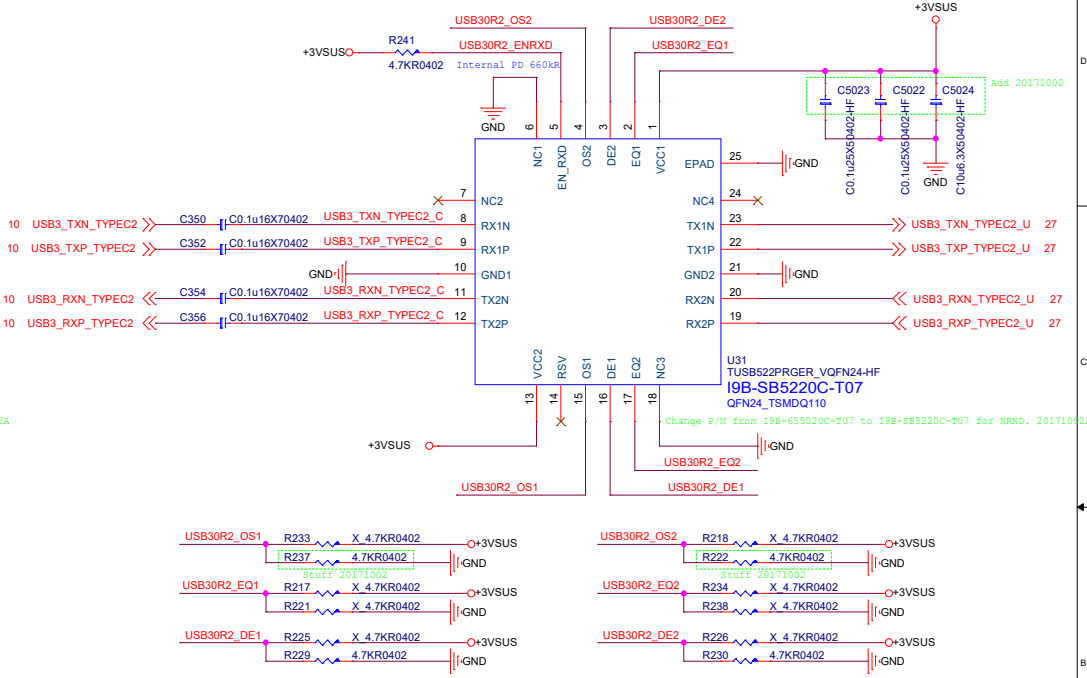 +3VSUS
USB30R2_OS2
USB30R2_DE2
R241
+3VSUS
4.7KR0402
USB30R2_ENRXD
USB30R2_EQ1
Internal PD 660kR
D
Add 20171002
C5023
C5022
C5024
C0.1u25X50402-HF
C0.1u25X50402-HF
C10u6.3X50402-HF
GND
GND
6
5
4
3
2
1
NC1
EN_RXD
OS2
DE2
EQ1
VCC1
EPAD
25
GND
7
NC2
NC4
24
10 USB3_TXN_TYPEC2
C350
C0.1u16X70402
USB3_TXN_TYPEC2_C
8
RX1N
TX1N
23
USB3_TXN_TYPEC2_U 27
10 USB3_TXP_TYPEC2
C352
C0.1u16X70402
USB3_TXP_TYPEC2_C
9
RX1P
TX1P
22
USB3_TXP_TYPEC2_U 27
GND
10
GND1
GND2
21
GND
10 USB3_RXN_TYPEC2
C354
C0.1u16X70402
USB3_RXN_TYPEC2_C
11
TX2N
RX2N
20
USB3_RXN_TYPEC2_U 27
10 USB3_RXP_TYPEC2
C356
C0.1u16X70402
USB3_RXP_TYPEC2_C
12
TX2P
RX2P
19
USB3_RXP_TYPEC2_U 27
VCC2
RSV
OS1
DE1
EQ2
NC3
13
14
15
16
17
18
U31
TUSB522PRGER_VQFN24-HF
I9B-SB5220C-T07
QFN24_TSMDQ110
C
2A
Change P/N from I9B-655020C-T07 to I9B-SB5220C-T07 for NRND. 20171002A
+3VSUS
GND
USB30R2_EQ2
USB30R2_OS1
USB30R2_DE1
USB30R2_OS1
R233
X_4.7KR0402
+3VSUS
R237
4.7KR0402
GND
Stuff 20171002
USB30R2_EQ1
R217
X_4.7KR0402
+3VSUS
R221
X_4.7KR0402
GND
USB30R2_DE1
R225
X_4.7KR0402
+3VSUS
R229
4.7KR0402
GND
USB30R2_OS2
R218
X_4.7KR0402
+3VSUS
R222
4.7KR0402
GND
Stuff 20171002
USB30R2_EQ2
R234
X_4.7KR0402
+3VSUS
R238
X_4.7KR0402
GND
USB30R2_DE2
R226
X_4.7KR0402
+3VSUS
R230
4.7KR0402
GND
B